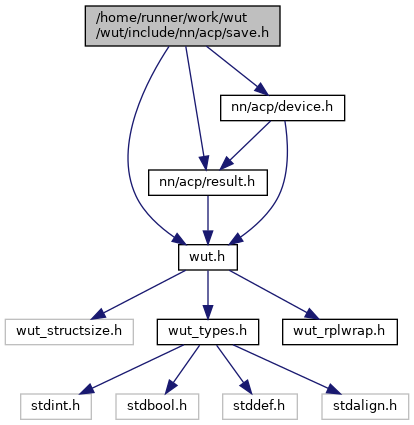 /home/runner/work/wut
/wut/include/nn/acp/save.h
nn/acp/device.h
nn/acp/result.h
wut.h
wut_structsize.h
wut_types.h
wut_rplwrap.h
stdint.h
stdbool.h
stddef.h
stdalign.h